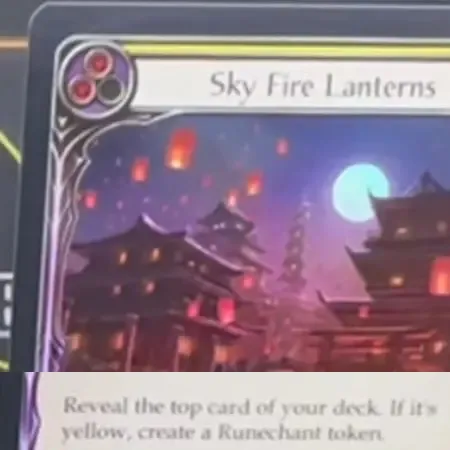 Sky Fire Lanterns
Reveal the top card of your deck. If it's
yellow, create a Runechant token.